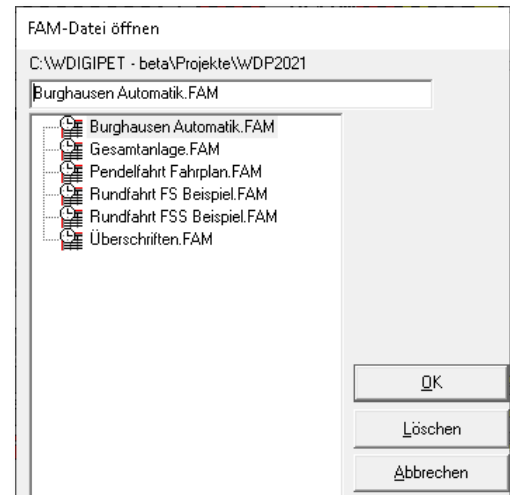 FAM-Datei öffnen
C:\WDIGIPET - beta\Projekte\WDP2021
Burghausen Automatik.FAM
Burghausen Automatik.FAM
Gesamtanlage.FAM
Pendelfahrt Fahrplan.FAM
Rundfahrt FS Beispiel.FAM
Rundfahrt FSS Beispiel.FAM
Überschriften.FAM
OK
Löschen
Abbrechen